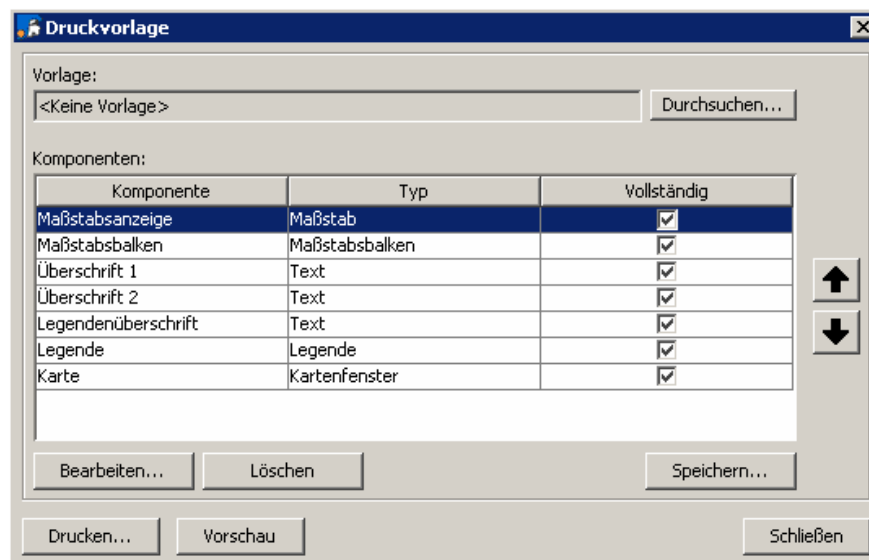 Druckvorlage
Vorlage:
<Keine Vorlage>
Durchsuchen...
Komponenten:
Komponente Typ Vollständig
Maßstabsanzeige Maßstab
Maßstabsbalken Maßstabsbalken
Überschrift 1 Text
Überschrift 2 Text
Legendenüberschrift Text
Legende Legende
Karte Kartenfenster
Bearbeiten... Löschen Speichern...
Drucken... Vorschau Schließen